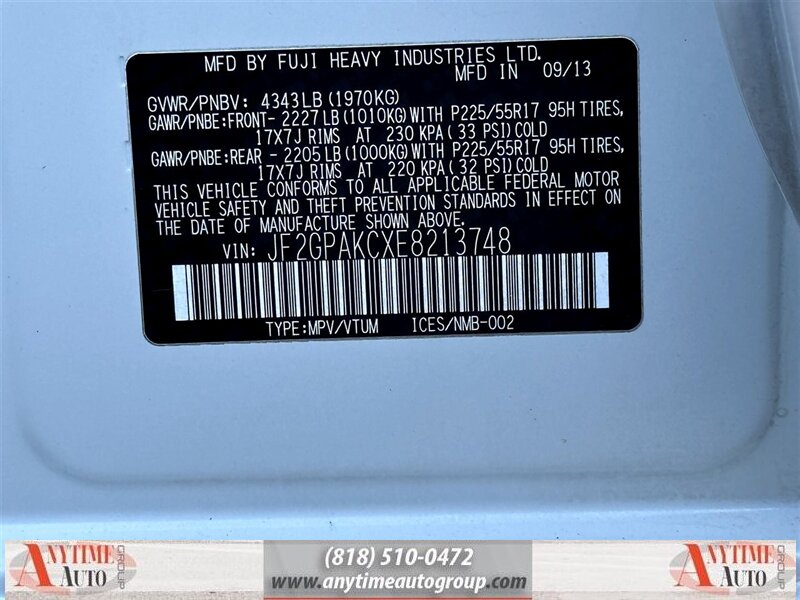 MFD BY FUJI HEAVY INDUSTRIES LTD.
MFD IN 09/13
GVWR/PNBV: 4343LB (1970KG)
GAWR/PNBE:FRONT- 2227LB (1010KG)WITH P225/55R17 95H TIRES,
17X7J RIMS AT 230 KPA (33 PSI)COLD
GAWR/PNBE:REAR - 2205LB (1000KG)WITH P225/55R17 95H TIRES,
17X7J RIMS AT 220 KPA (32 PSI)COLD
THIS VEHICLE CONFORMS TO ALL APPLICABLE FEDERAL MOTOR
VEHICLE SAFETY AND THEFT PREVENTION STANDARDS IN EFFECT ON
THE DATE OF MANUFACTURE SHOWN ABOVE.
VIN: JF2GPAKCXE8213748
TYPE:MPV/VTUM ICES/NMB-002
ANYTIME AUTO GROUP
(818) 510-0472
www.anytimeautogroup.com
ANYTIME AUTO GROUP